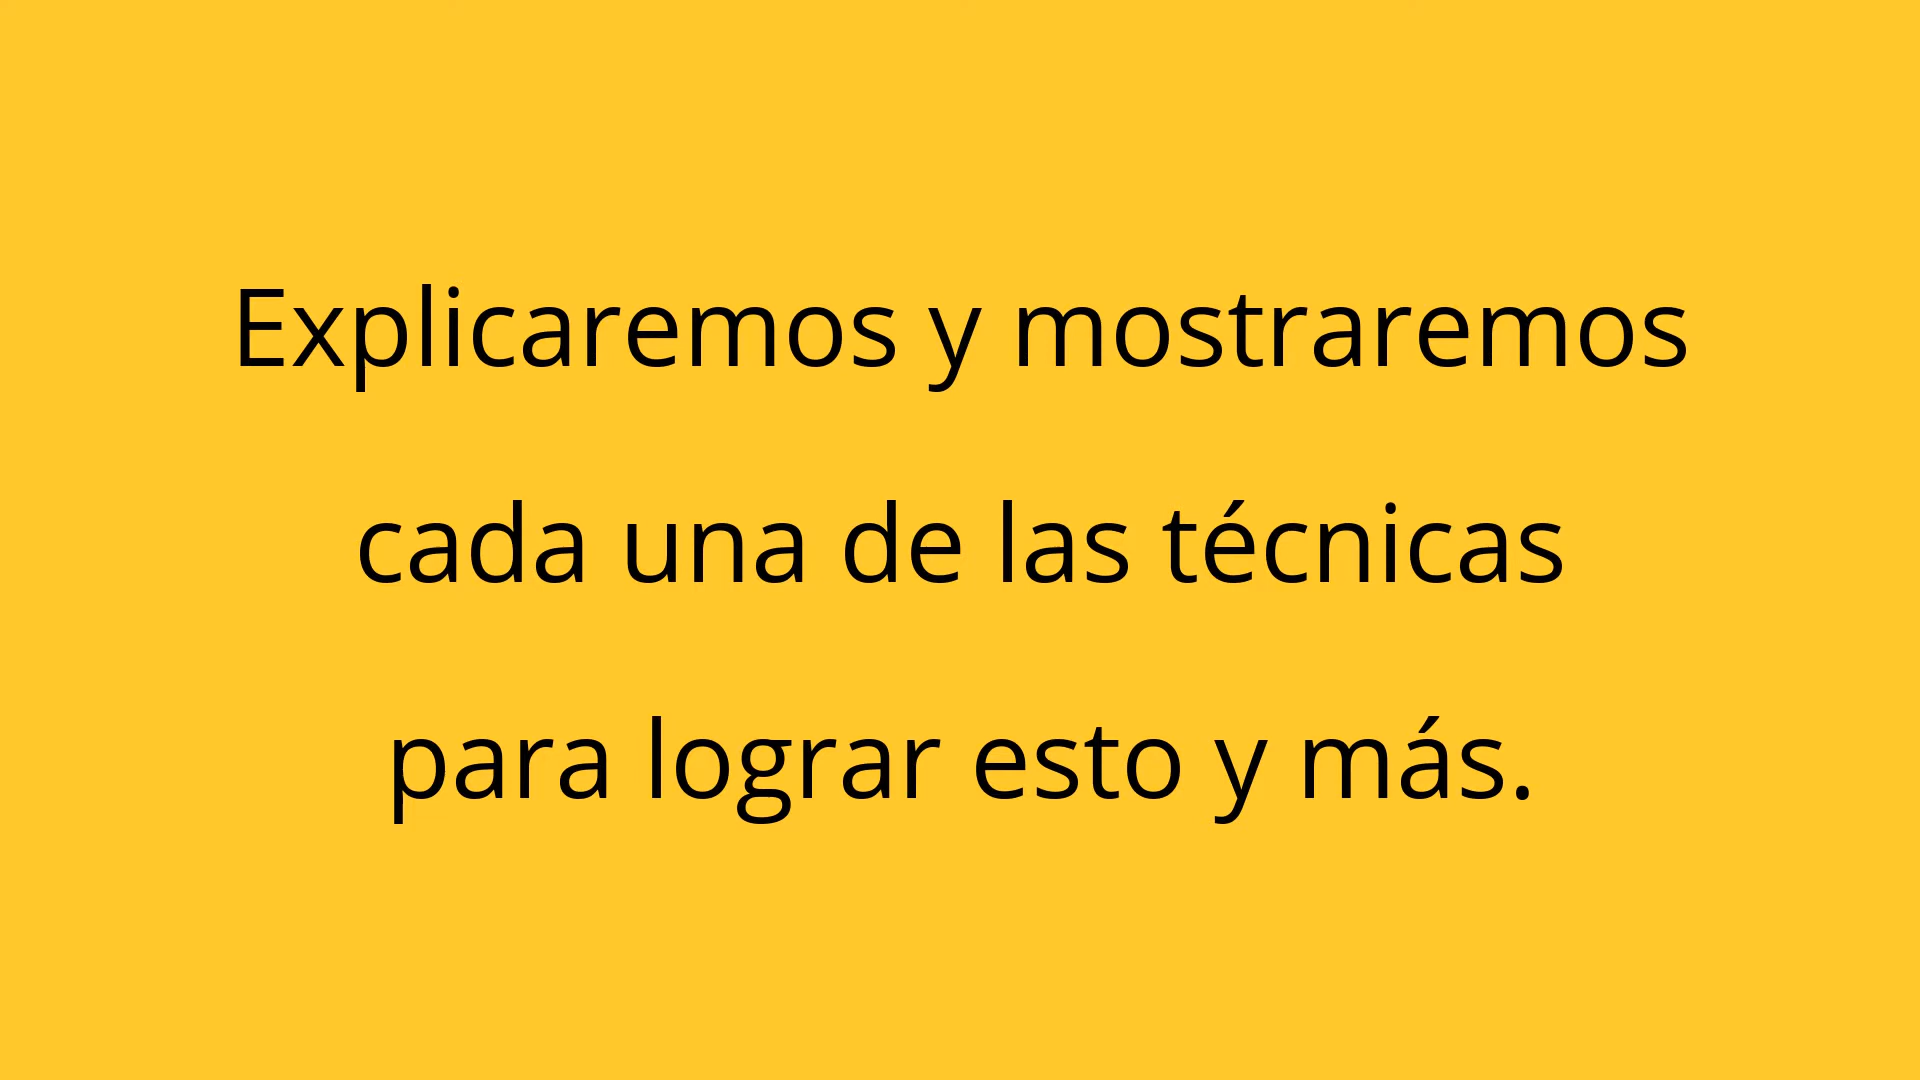 Explicaremos y mostraremos
cada una de las técnicas
para lograr esto y más.